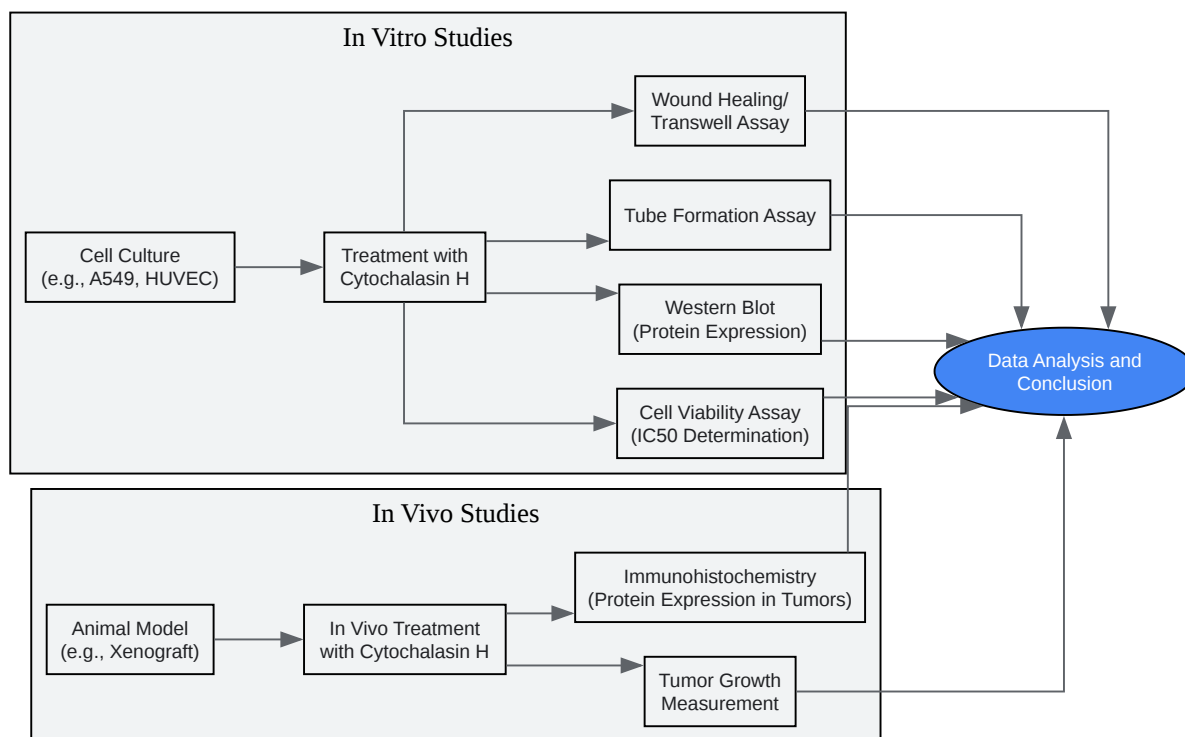 In Vitro Studies
Wound Healing/
Transwell Assay
Tube Formation Assay
Cell Culture
(e.g., A549, HUVEC)
Treatment with
Cytochalasin H
Western Blot
(Protein Expression)
Data Analysis and
Conclusion
Cell Viability Assay
(IC50 Determination)
In Vivo Studies
Immunohistochemistry
(Protein Expression in Tumors)
Animal Model
(e.g., Xenograft)
In Vivo Treatment
with Cytochalasin H
Tumor Growth
Measurement